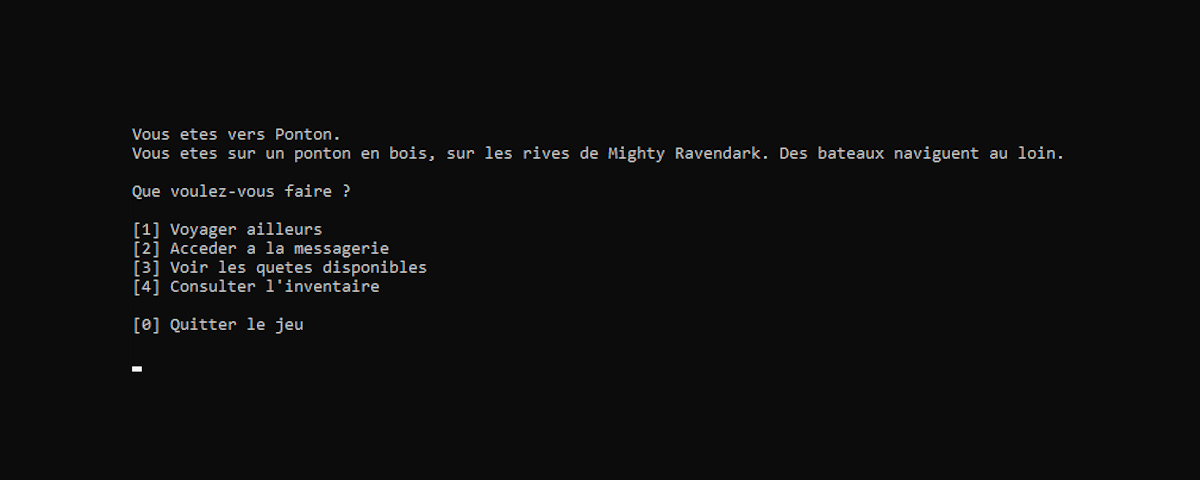 Vous etes vers Ponton.
Vous etes sur un ponton en bois, sur les rives de Mighty Ravendark. Des bateaux naviguent au loin.
Que voulez-vous faire ?
[1] Voyager ailleurs
[2] Acceder a la messagerie
[3] Voir les quetes disponibles
[4] Consulter l'inventaire
[0] Quitter le jeu